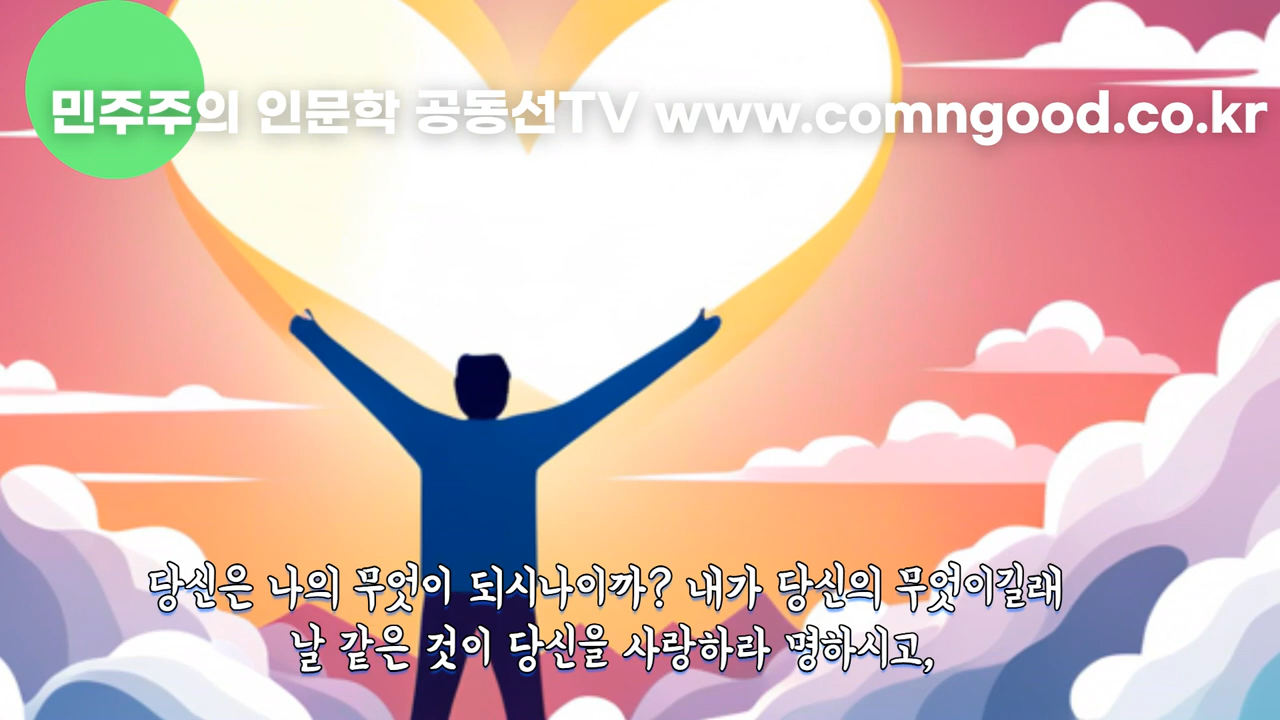 민주주의 인문학 공동선TV www.comngood.co.kr
당신은 나의 무엇이 되시나이까? 내가 당신의 무엇이길래
날 같은 것이 당신을 사랑하라 명하시고,